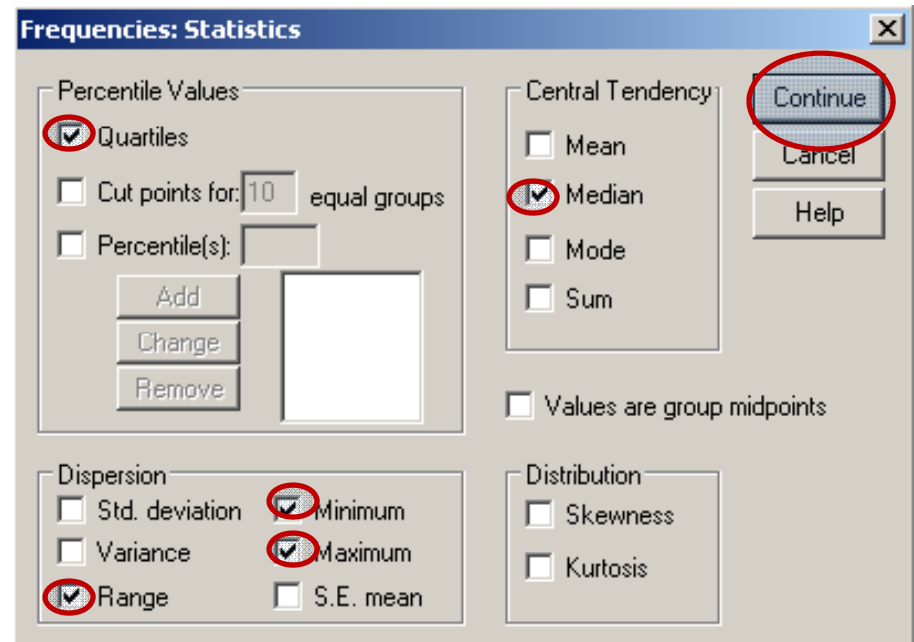 Frequencies: Statistics
Percentile Values
Quartiles
Cut points for: 10 equal groups
Percentile(s):
Add
Change
Remove
Central Tendency
Mean
Median
Mode
Sum
Continue
Cancel
Help
Values are group midpoints
Dispersion
Std. deviation
Minimum
Variance
Maximum
Range
S.E. mean
Distribution
Skewness
Kurtosis